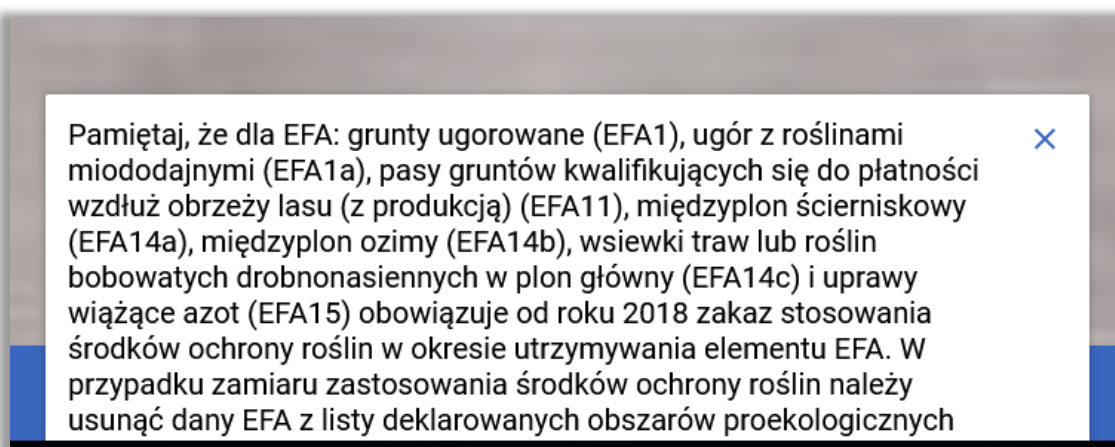 Pamiętaj, że dla EFA: grunty ugorowane (EFA1), ugór z roślinami
miododajnymi (EFA1a), pasy gruntów kwalifikujących się do płatności
wzdłuż obrzeży lasu (z produkcją) (EFA11), międzyplon ścierniskowy
(EFA14a), międzyplon ozimy (EFA14b), wsiewki traw lub roślin
bobowatych drobnonasiennych w plon główny (EFA14c) i uprawy
wiążące azot (EFA15) obowiązuje od roku 2018 zakaz stosowania
środków ochrony roślin w okresie utrzymywania elementu EFA. W
przypadku zamiaru zastosowania środków ochrony roślin należy
usunąć dany EFA z listy deklarowanych obszarów proekologicznych